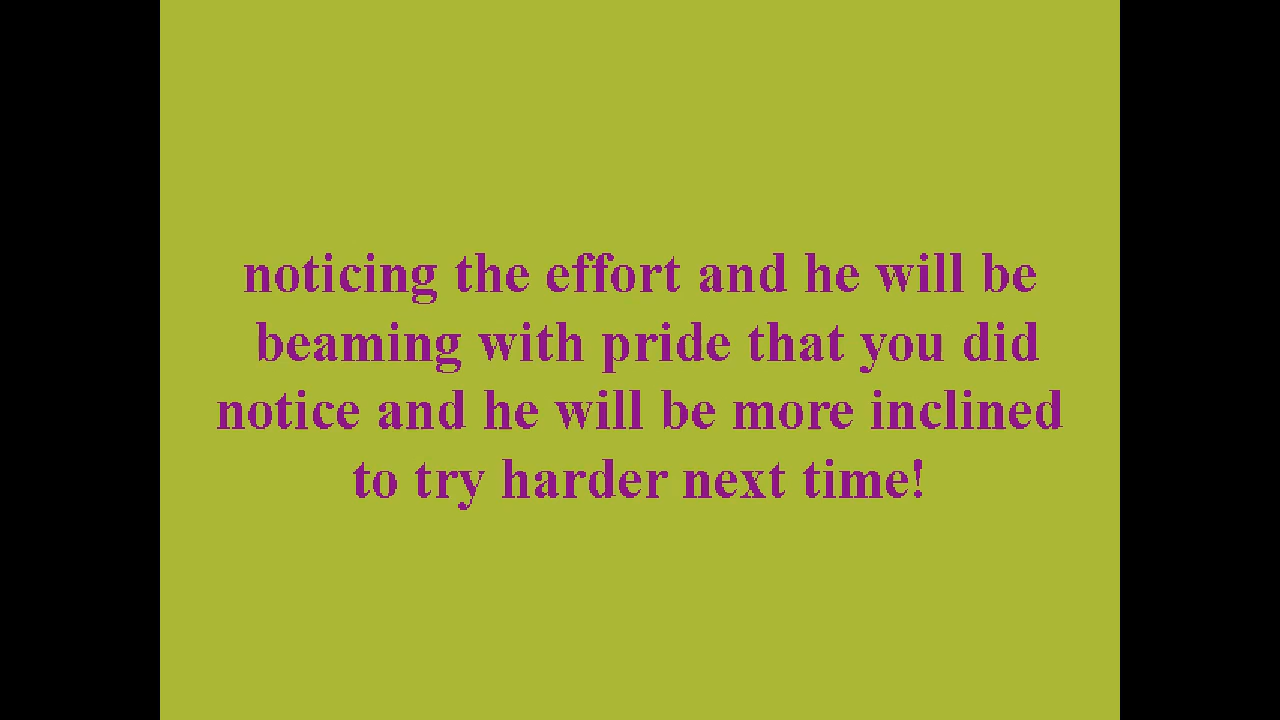 noticing the effort and he will be
beaming with pride that you did
notice and he will be more inclined
to try harder next time!